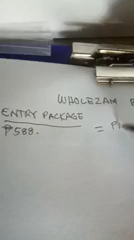 WHOLEZAM
ENTRY PACKAGE
₱588. =